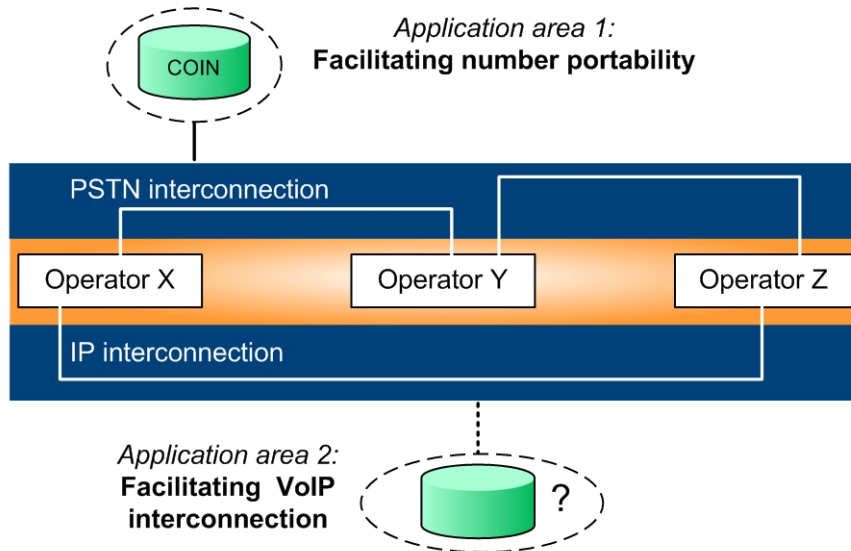 Application area 1:
Facilitating number portability
COIN
PSTN interconnection
Operator X
Operator Y
Operator Z
IP interconnection
Application area 2:
Facilitating VoIP
interconnection
?